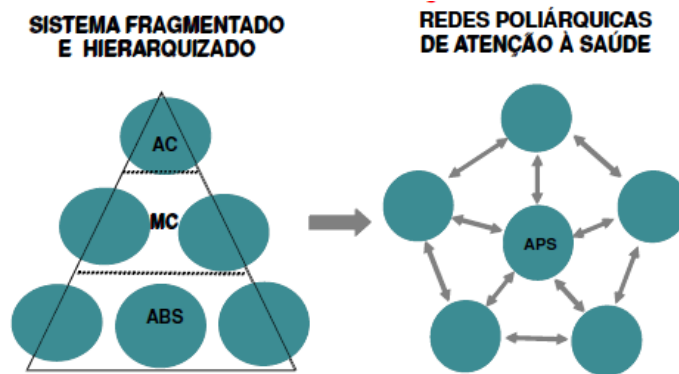 SISTEMA FRAGMENTADO
E HIERARQUIZADO
AC
MC
ABS
REDES POLIÁRQUICAS
DE ATENÇÃO À SAÚDE
APS